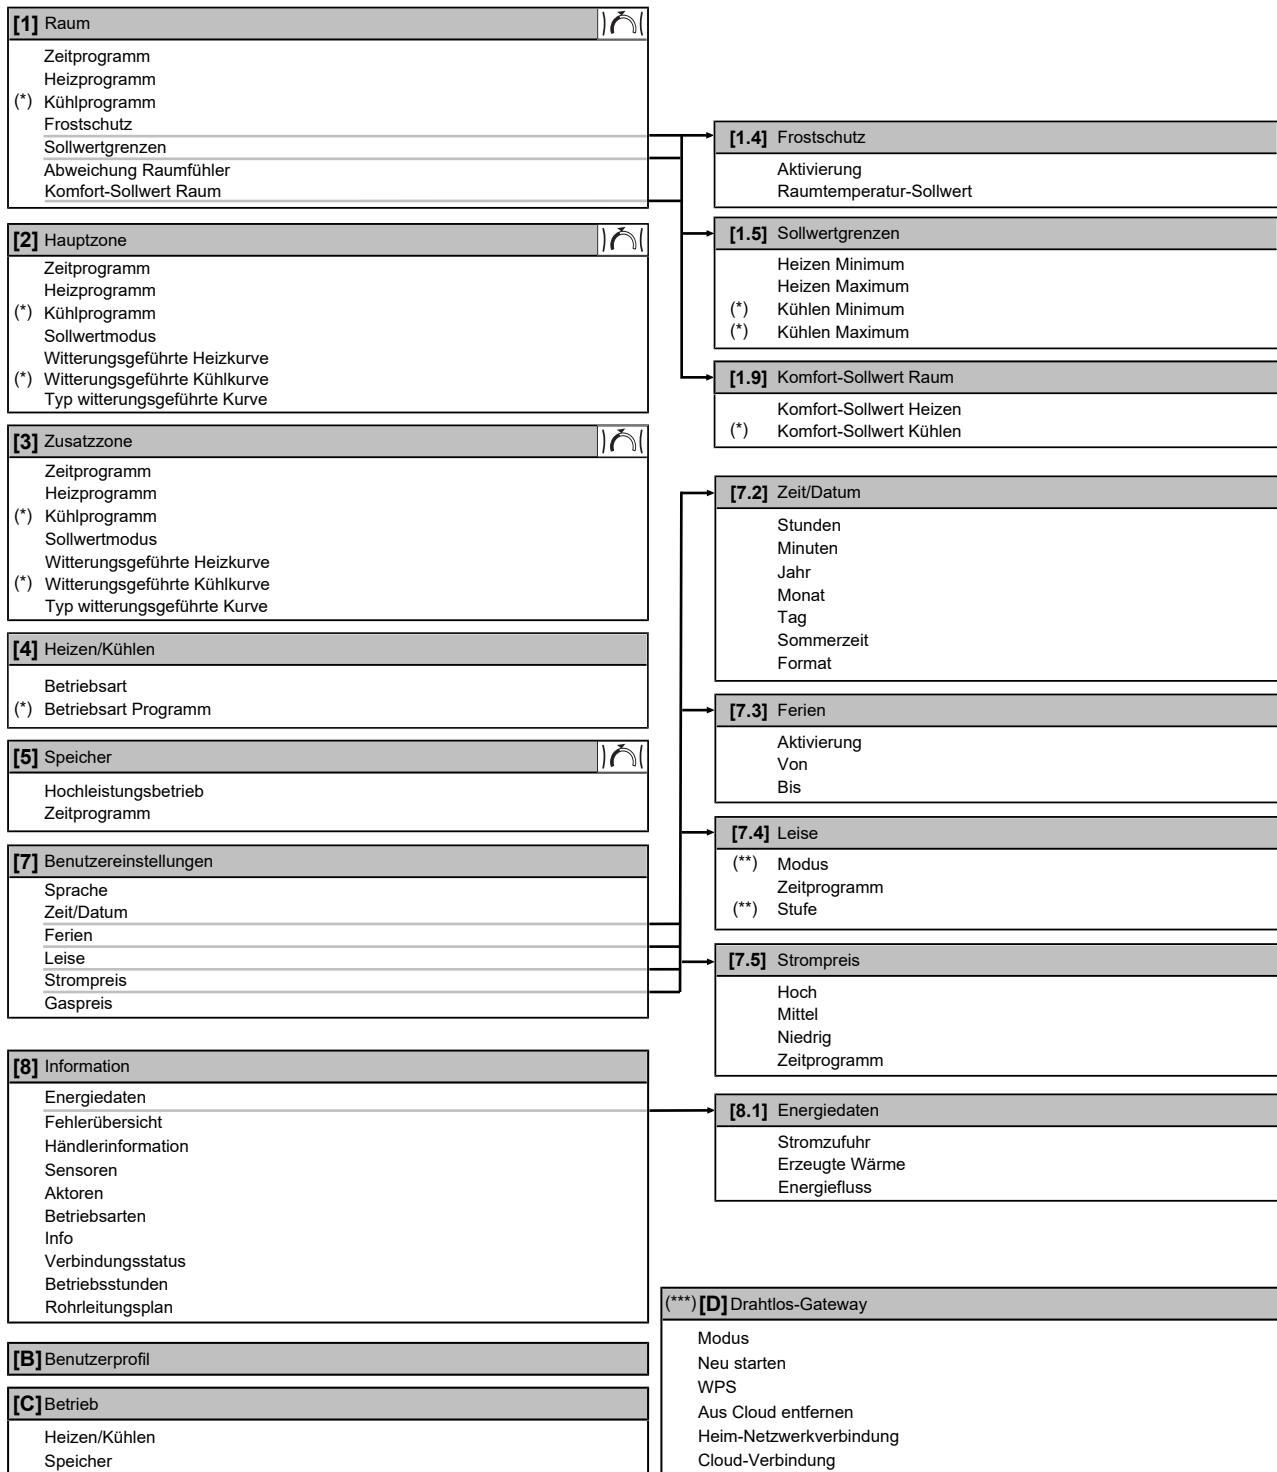 [1] Raum
Zeitprogramm
Heizprogramm
(*) Kühlprogramm
Frostschutz
Sollwertgrenzen
Abweichung Raumfühler
Komfort-Sollwert Raum
[2] Hauptzone
Zeitprogramm
Heizprogramm
(*) Kühlprogramm
Sollwertmodus
Witterungsgeführte Heizkurve
(*) Witterungsgeführte Kühlkurve
Typ witterungsgeführte Kurve
[3] Zusatzzone
Zeitprogramm
Heizprogramm
(*) Kühlprogramm
Sollwertmodus
Witterungsgeführte Heizkurve
(*) Witterungsgeführte Kühlkurve
Typ witterungsgeführte Kurve
[4] Heizen/Kühlen
Betriebsart
(*) Betriebsart Programm
[5] Speicher
Hochleistungsbetrieb
Zeitprogramm
[7] Benutzereinstellungen
Sprache
Zeit/Datum
Ferien
Leise
Strompreis
Gaspreis
[8] Information
Energiedaten
Fehlerübersicht
Händlerinformation
Sensoren
Aktoren
Betriebsarten
Info
Verbindungsstatus
Betriebsstunden
Rohrleitungsplan
[B] Benutzerprofil
[C] Betrieb
Heizen/Kühlen
Speicher
[1.4] Frostschutz
Aktivierung
Raumtemperatur-Sollwert
[1.5] Sollwertgrenzen
Heizen Minimum
Heizen Maximum
(*) Kühlen Minimum
(*) Kühlen Maximum
[1.9] Komfort-Sollwert Raum
Komfort-Sollwert Heizen
(*) Komfort-Sollwert Kühlen
[7.2] Zeit/Datum
Stunden
Minuten
Jahr
Monat
Tag
Sommerzeit
Format
[7.3] Ferien
Aktivierung
Von
Bis
[7.4] Leise
(**) Modus
Zeitprogramm
(**) Stufe
[7.5] Strompreis
Hoch
Mittel
Niedrig
Zeitprogramm
[8.1] Energiedaten
Stromzufuhr
Erzeugte Wärme
Energiefluss
(***) [D] Drahtlos-Gateway
Modus
Neu starten
WPS
Aus Cloud entfernen
Heim-Netzwerkverbindung
Cloud-Verbindung